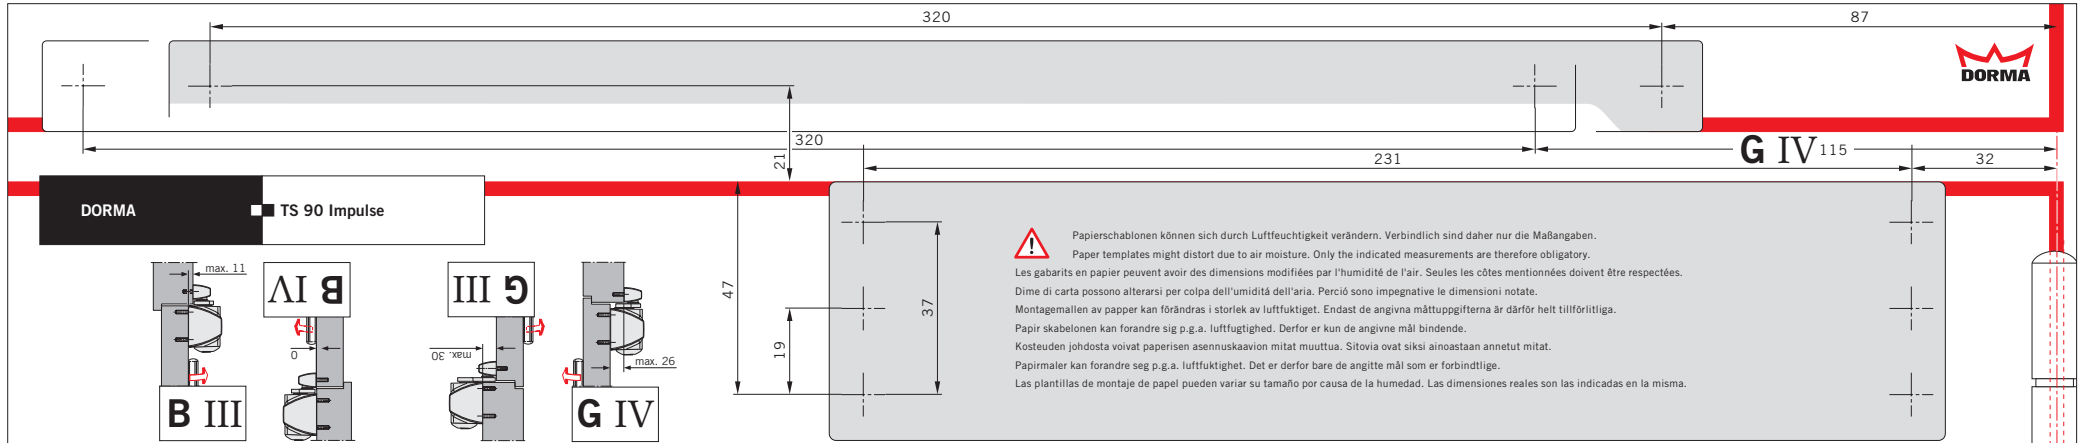 320
87
DORMA
320
21
G IV 115
231
32
DORMA
TS 90 Impulse
Papierschablonen können sich durch Luftfeuchtigkeit verändern. Verbindlich sind daher nur die Maßangaben.
Paper templates might distort due to air moisture. Only the indicated measurements are therefore obligatory.
Les gabarits en papier peuvent avoir des dimensions modifiées par l'humidité de l'air. Seules les côtes mentionnées doivent être respectées.
Dime di carta possono alterarsi per colpa dell'umiditá dell'aria. Perció sono impegnative le dimensioni notate.
Montagemallen av papper kan förändras i storlek av luftfuktiget. Endast de angivna måttuppgifterna är därför helt tillförlitliga.
Papir skabelonen kan forandre sig p.g.a. luftfugtighed. Derfor er kun de angivne mål bindende.
Kosteuden johdosta voivat paperisen asennuskaavion mitat muuttua. Sitovia ovat siksi ainoastaan annetut mitat.
Papirmaler kan forandre seg p.g.a. luftfuktighet. Det er derfor bare de angitte mål som er forbindtlige.
Las plantillas de montaje de papel pueden variar su tamaño por causa de la humedad. Las dimensiones reales son las indicadas en la misma.
47
37
19
max. 11
B III
B IV
0
G III
max. 30
max. 26
G IV